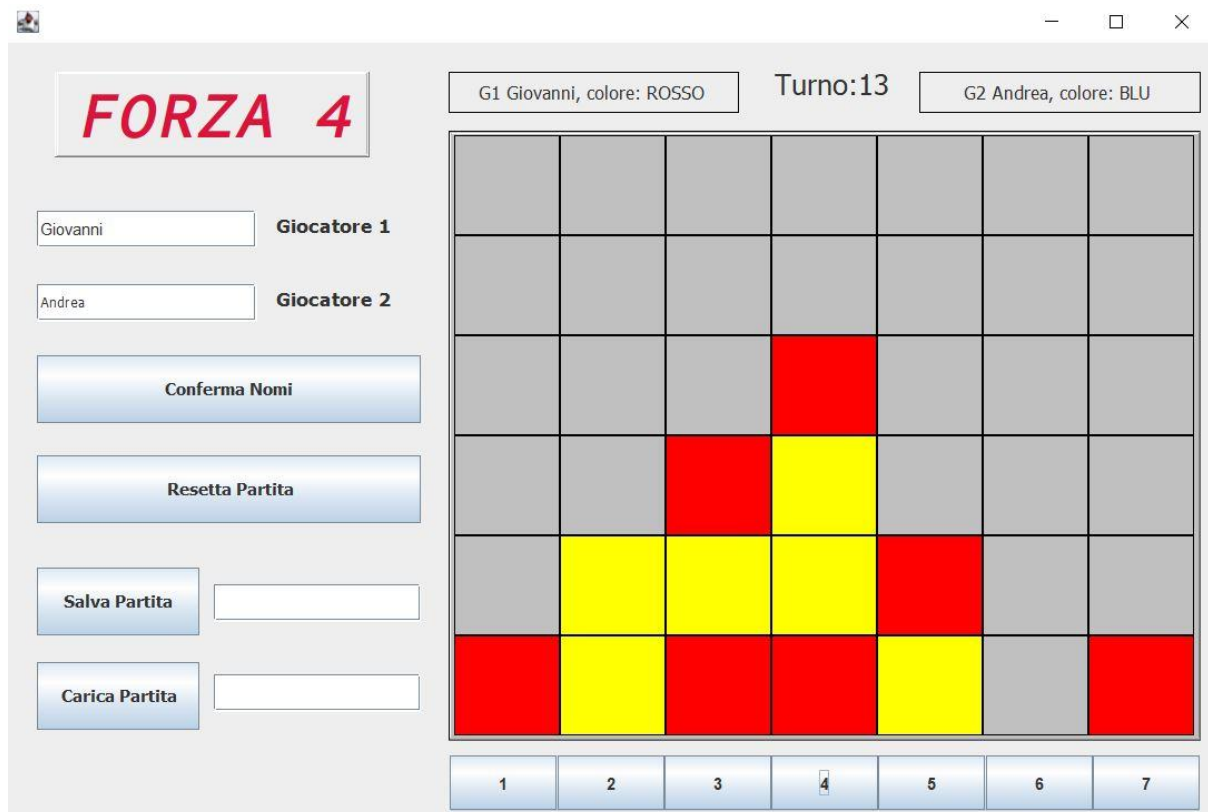 FORZA 4
G1 Giovanni, colore: ROSSO
Turno:13
G2 Andrea, colore: BLU
Giovanni
Giocatore 1
Andrea
Giocatore 2
Conferma Nomi
Resetta Partita
Salva Partita
Carica Partita
1 2 3 4 5 6 7